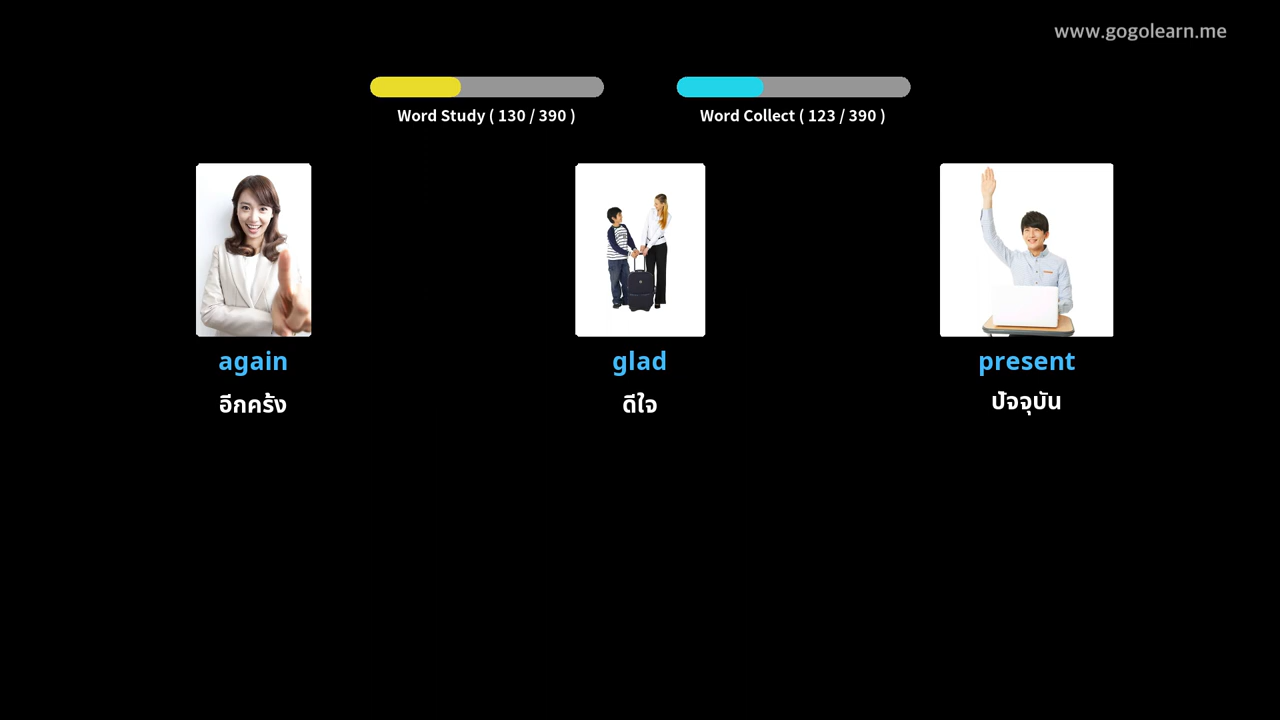 www.gogolearn.me
Word Study ( 130 / 390 )
Word Collect ( 123 / 390 )
again
glad
present
อีกครั้ง
ดีใจ
ปัจจุบัน